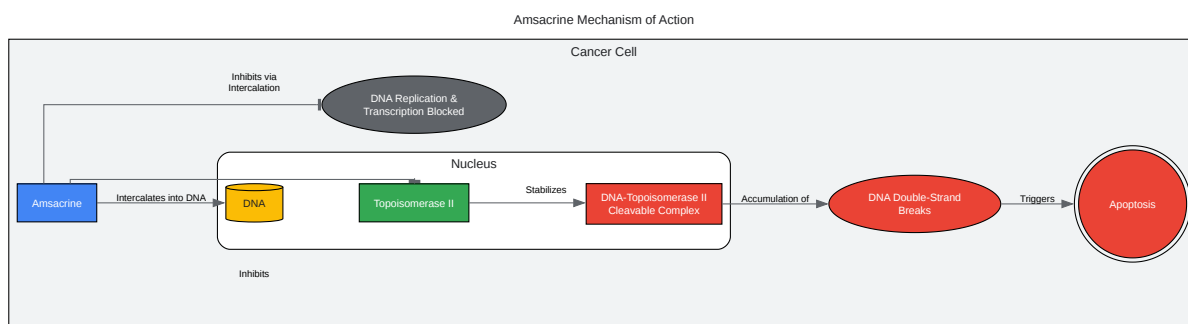 Amsacrine Mechanism of Action
Cancer Cell
Inhibits via
Intercalation
DNA Replication &
Transcription Blocked
Nucleus
Amsacrine
Intercalates into DNA
DNA
Topoisomerase II
Stabilizes
DNA-Topoisomerase II
Cleavable Complex
Accumulation of
DNA Double-Strand
Breaks
Triggers
Apoptosis
Inhibits